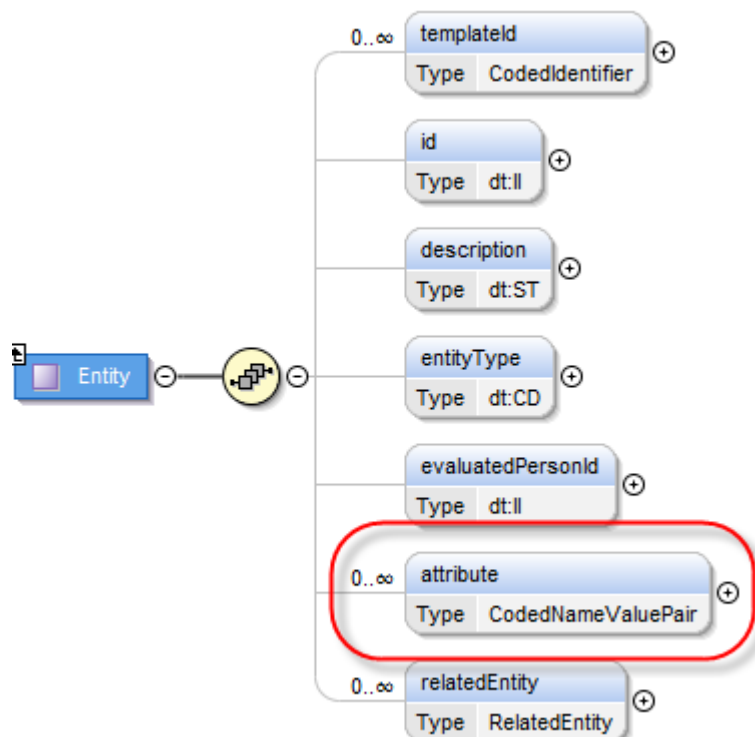 0..∞ templateId
Type CodedIdentifier
id
Type dt:II
description
Type dt:ST
entityType
Type dt:CD
Entity
evaluatedPersonId
Type dt:II
0..∞ attribute
Type CodedNameValuePair
0..∞ relatedEntity
Type RelatedEntity